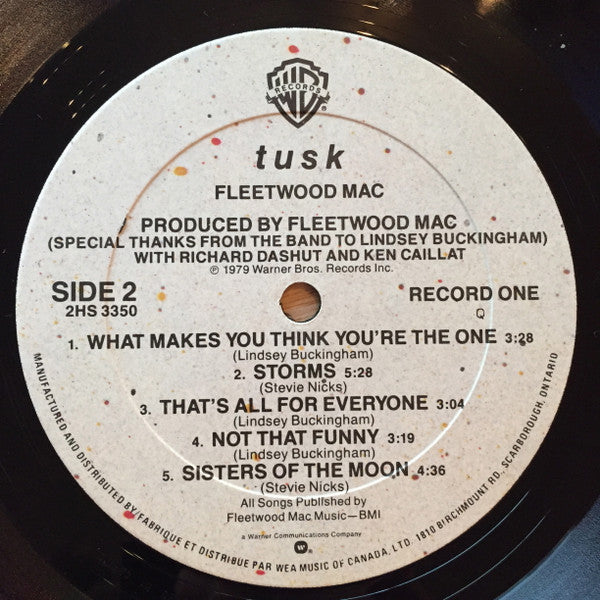 WB
RECORDS
®
tusk
FLEETWOOD MAC
PRODUCED BY FLEETWOOD MAC
(SPECIAL THANKS FROM THE BAND TO LINDSEY BUCKINGHAM)
WITH RICHARD DASHUT AND KEN CAILLAT
℗ 1979 Warner Bros. Records Inc.
SIDE 2
2HS 3350
RECORD ONE
Q
1. WHAT MAKES YOU THINK YOU'RE THE ONE 3:28
(Lindsey Buckingham)
2. STORMS 5:28
(Stevie Nicks)
3. THAT'S ALL FOR EVERYONE 3:04
(Lindsey Buckingham)
4. NOT THAT FUNNY 3:19
(Lindsey Buckingham)
5. SISTERS OF THE MOON 4:36
(Stevie Nicks)
All Songs Published by
Fleetwood Mac Music—BMI
a Warner Communications Company
®
MANUFACTURED AND DISTRIBUTED BY/FABRIQUE ET DISTRIBUE PAR WEA MUSIC OF CANADA, LTD. 1810 BIRCHMOUNT RD., SCARBOROUGH, ONTARIO